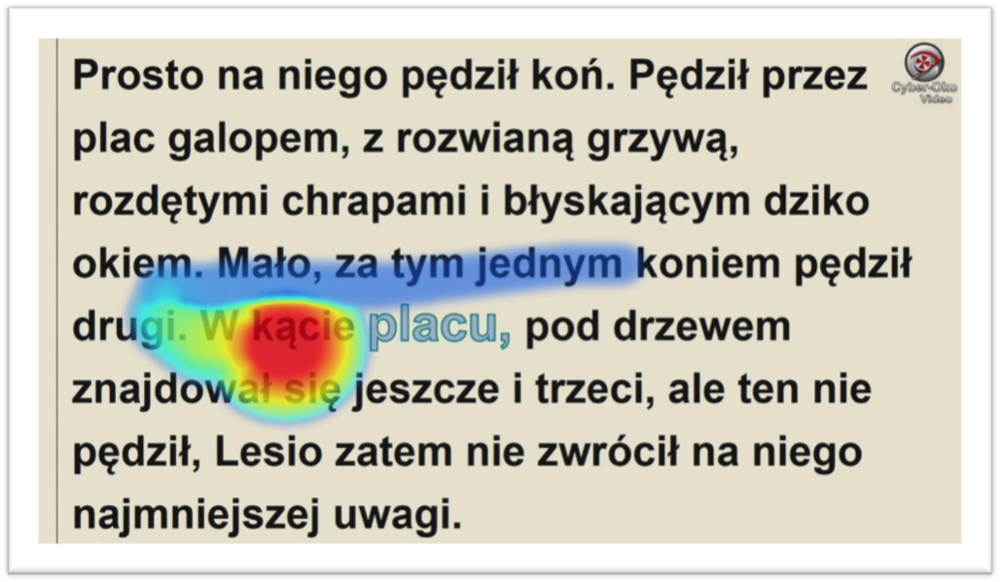 Prosto na niego pędził koń. Pędził przez
plac galopem, z rozwianą grzywą,
rozdętymi chrapami i błyskającym dziko
okiem. Mało, za tym jednym koniem pędził
drugi. W kącie placu, pod drzewem
znajdował się jeszcze i trzeci, ale ten nie
pędził, Lesio zatem nie zwrócił na niego
najmniejszej uwagi.
Cyber-Oko
Video